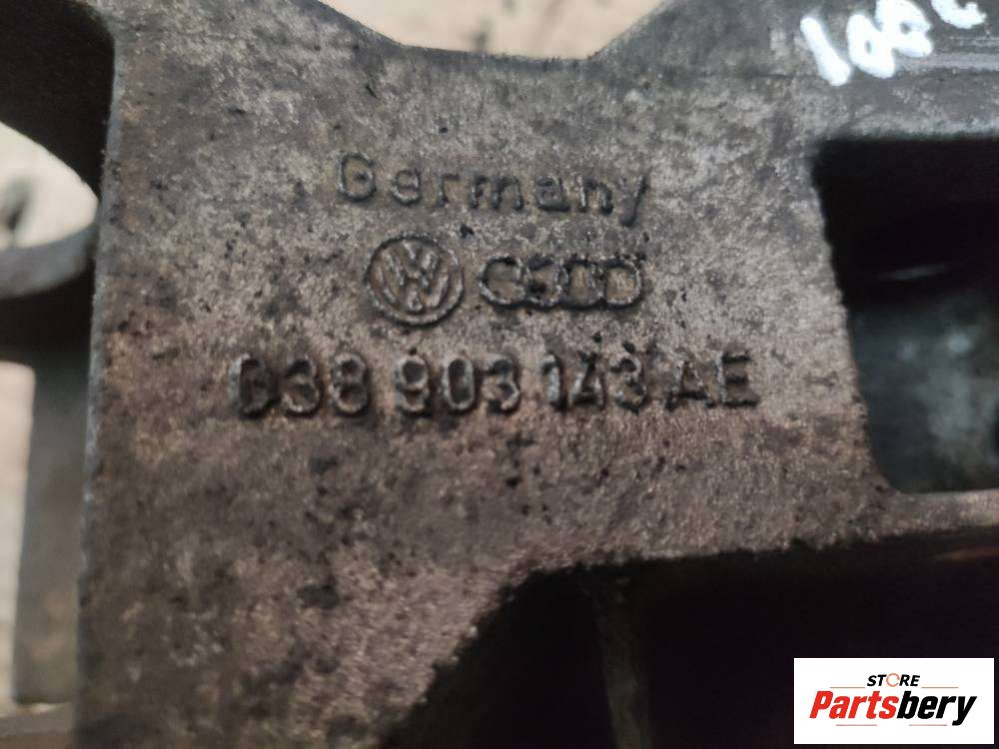 Germany
038 903 143 AE
STORE
Partsbery